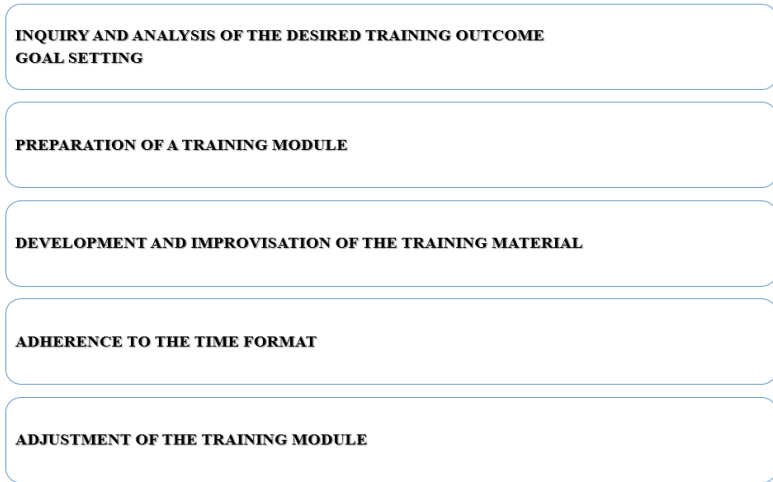 INQUIRY AND ANALYSIS OF THE DESIRED TRAINING OUTCOME
GOAL SETTING
PREPARATION OF A TRAINING MODULE
DEVELOPMENT AND IMPROVISATION OF THE TRAINING MATERIAL
ADHERENCE TO THE TIME FORMAT
ADJUSTMENT OF THE TRAINING MODULE